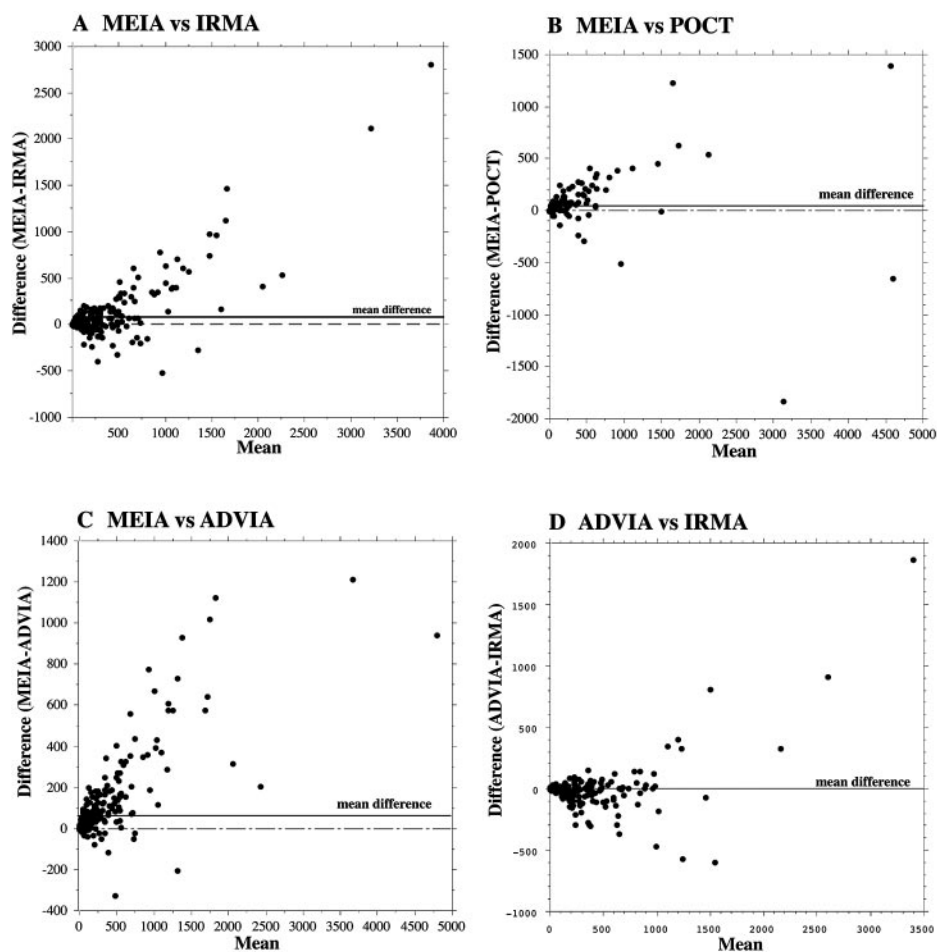 A MEIA vs IRMA
3000
2500
2000
1500
1000
500
0
-500
-1000
Difference (MEIA-IRMA)
mean difference
500 1000 1500 2000 2500 3000 3500 4000
Mean
B MEIA vs POCT
1500
1000
500
0
-500
-1000
-1500
-2000
Difference (MEIA-POCT)
mean difference
0 500 1000 1500 2000 2500 3000 3500 4000 4500 5000
Mean
C MEIA vs ADVIA
1400
1200
1000
800
600
400
200
0
-200
-400
Difference (MEIA-ADVIA)
mean difference
0 500 1000 1500 2000 2500 3000 3500 4000 4500 5000
Mean
D ADVIA vs IRMA
2000
1500
1000
500
0
-500
-1000
Difference (ADVIA-IRMA)
mean difference
0 500 1000 1500 2000 2500 3000 3500
Mean